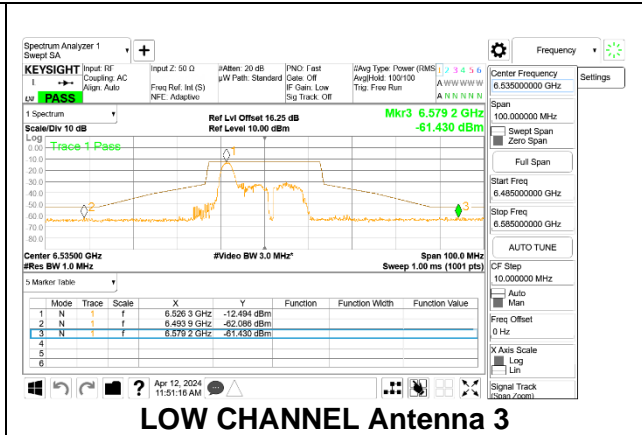 Spectrum Analyzer 1
Swept SA
Frequency
KEYSIGHT Input: RF Input Z: 50 Ω #Atten: 20 dB PNO: Fast #Avg Type: Power (RMS 1 2 3 4 5 6
Coupling: AC µW Path: Standard Gate: Off Avg|Hold: 100/100 A W W W W W
Align: Auto Freq Ref: Int (S) IF Gain: Low Trig: Free Run
PASS NFE: Adaptive Sig Track: Off A N N N N N
1 Spectrum
Ref Lvl Offset 16.25 dB Mkr3 6.579 2 GHz
Scale/Div 10 dB Ref Level 10.00 dBm -61.430 dBm
Log
Trace 1 Pass
0.00
-10.0
-20.0
-30.0
-40.0
-50.0
-60.0
-70.0
-80.0
1
2
3
Center 6.53500 GHz #Video BW 3.0 MHz* Span 100.0 MHz
#Res BW 1.0 MHz Sweep 1.00 ms (1001 pts)
5 Marker Table
Mode Trace Scale X Y Function Function Width Function Value
1 N 1 f 6.526 3 GHz -12.494 dBm
2 N 1 f 6.493 9 GHz -62.086 dBm
3 N 1 f 6.579 2 GHz -61.430 dBm
4
5
6
Apr 12, 2024
11:51:16 AM
Center Frequency
6.535000000 GHz
Settings
Span
100.000000 MHz
Swept Span
Zero Span
Full Span
Start Freq
6.485000000 GHz
Stop Freq
6.585000000 GHz
AUTO TUNE
CF Step
10.000000 MHz
Auto
Man
Freq Offset
0 Hz
X Axis Scale
Log
Lin
Signal Track
(Span Zoom)
LOW CHANNEL Antenna 3